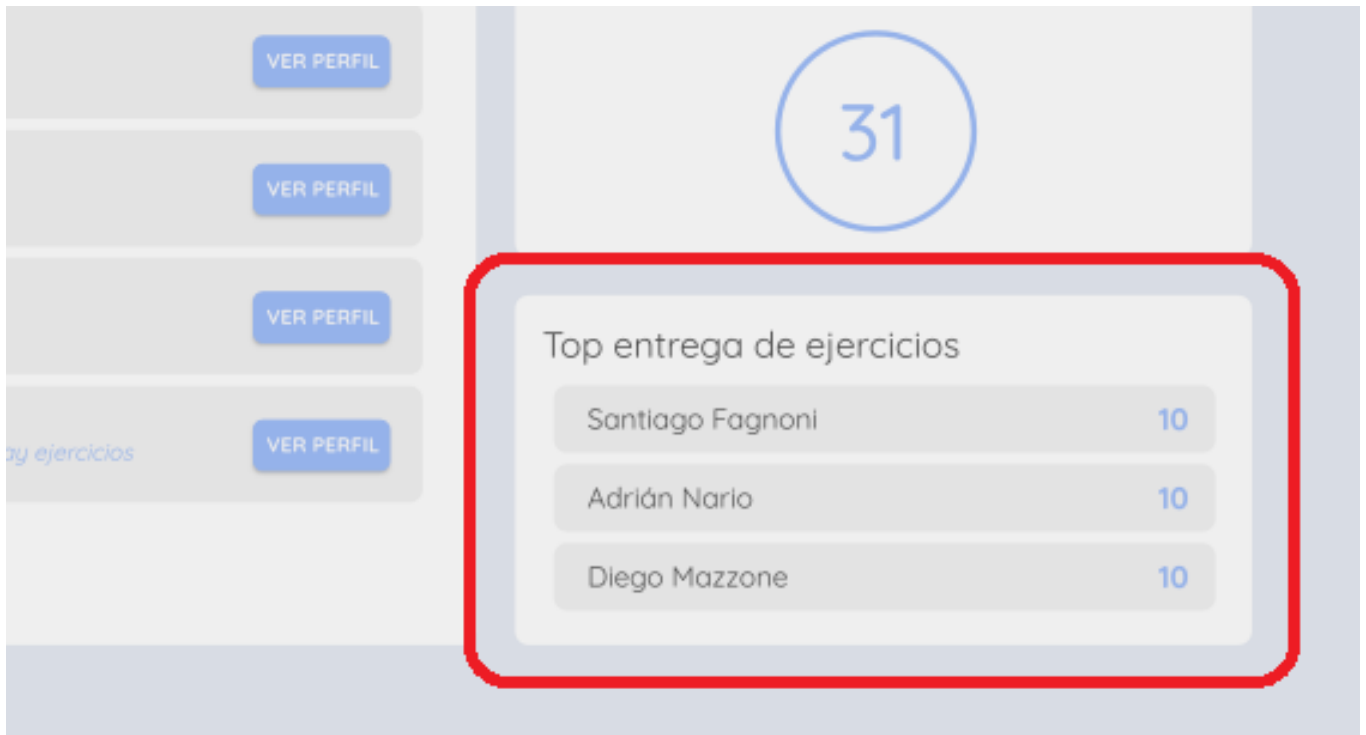 VER PERFIL
VER PERFIL
VER PERFIL
ejercicios
VER PERFIL
31
Top entrega de ejercicios
Santiago Fagnoni 10
Adrián Nario 10
Diego Mazzone 10